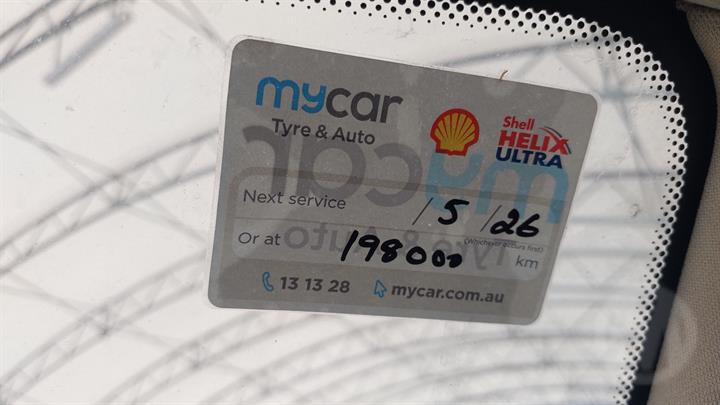 mycar
Tyre & Auto
Shell
HELIX
ULTRA
Next service / 5 / 26
(Whichever occurs first)
Or at 198000 km
13 13 28 mycar.com.au